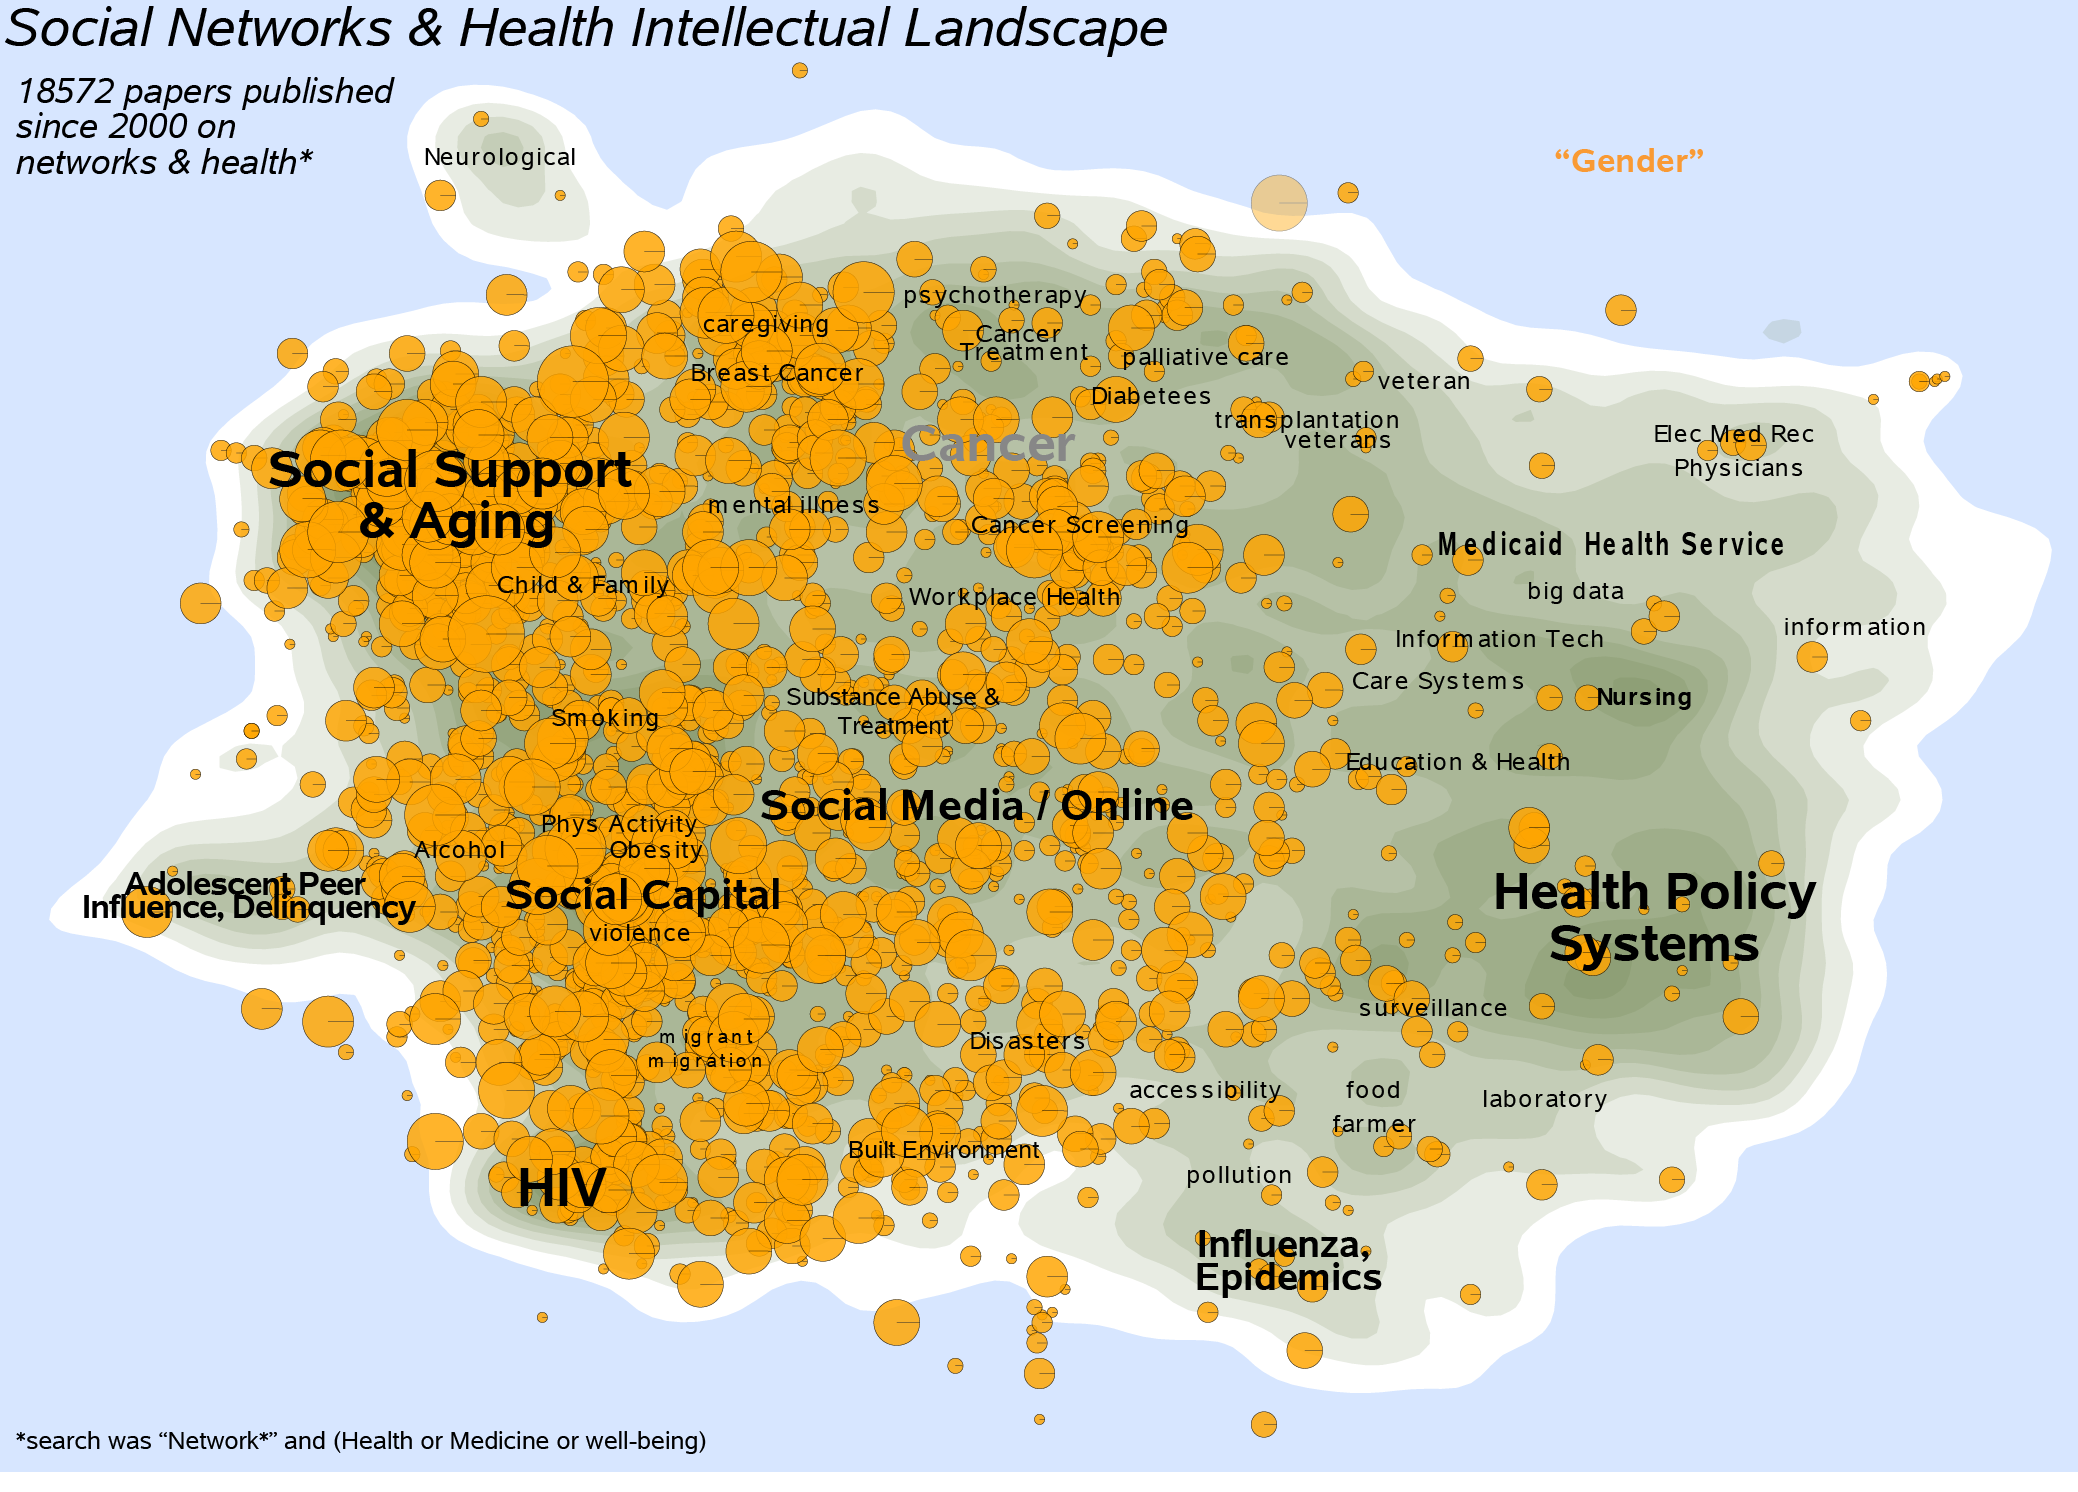 Social Networks & Health Intellectual Landscape
18572 papers published
since 2000 on
networks & health*
Neurological
“Gender”
psychotherapy
caregiving
Cancer
Treatment
palliative care
Breast Cancer
veteran
Diabetees
transplantation
veterans
Cancer
Elec Med Rec
Physicians
Social Support
& Aging
mental illness
Cancer Screening
Medicaid Health Service
Child & Family
Workplace Health
big data
information
Information Tech
Care Systems
Nursing
Substance Abuse &
Treatment
Smoking
Education & Health
Social Media / Online
Phys Activity
Alcohol
Obesity
Adolescent Peer
Influence, Delinquency
Social Capital
Health Policy
Systems
violence
surveillance
migrant
migration
Disasters
accessibility
food
farmer
laboratory
Built Environment
pollution
HIV
Influenza,
Epidemics
*search was “Network*” and (Health or Medicine or well-being)